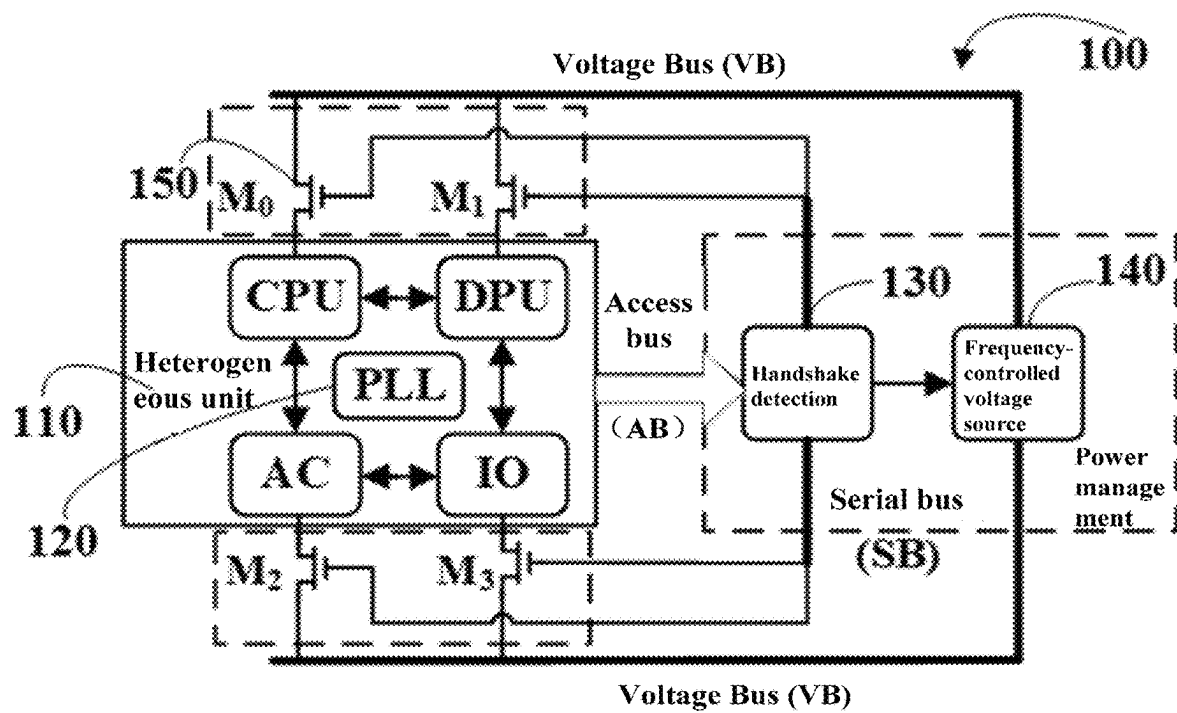 100
Voltage Bus (VB)
150
M0
M1
CPU
DPU
Access
bus
130
140
110
Heterogen
eous unit
PLL
Handshake
detection
Frequency-
controlled
voltage
source
(AB)
AC
IO
Power
manage
ment
120
Serial bus
(SB)
M2
M3
Voltage Bus (VB)